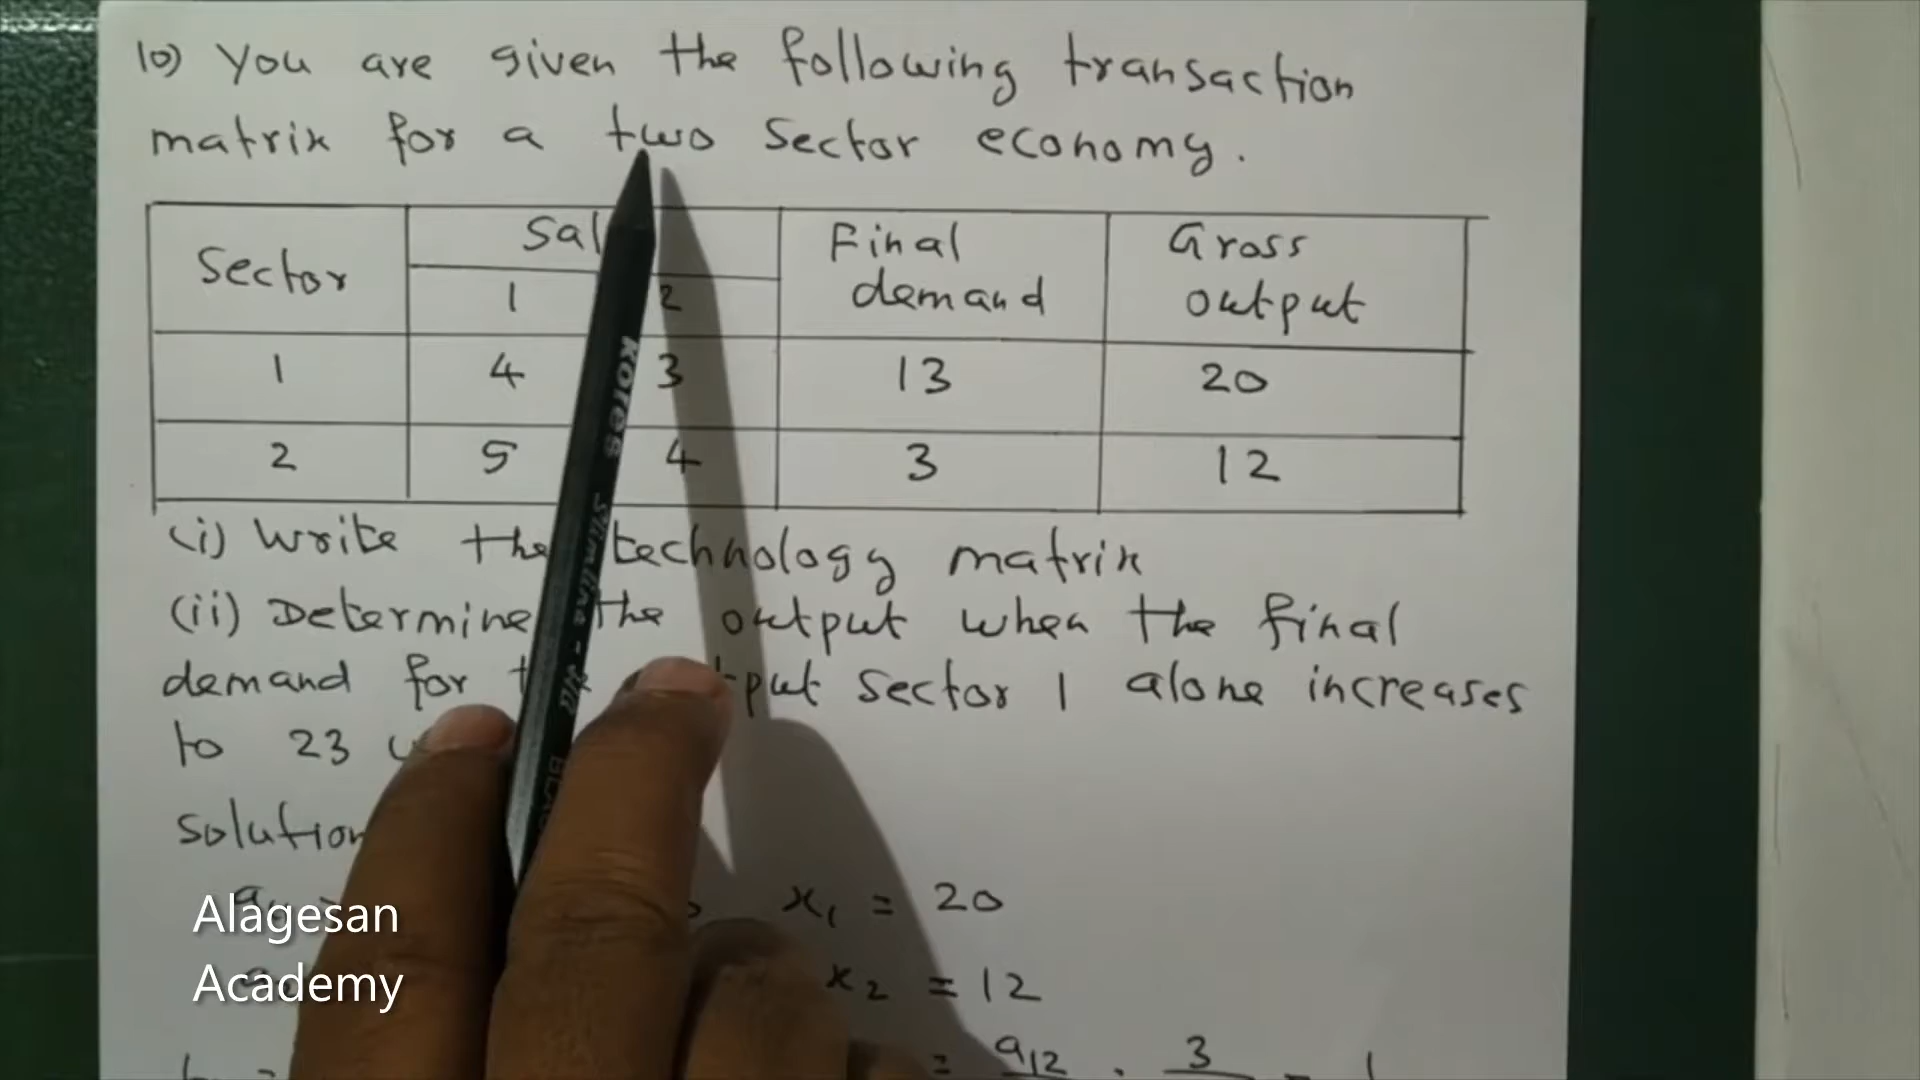 10) You are given the following transaction
matrix for a two sector economy.
Sector Sal Final demand Gross output
1 2
1 4 3 13 20
2 5 4 3 12
(i) Write the technology matrix
(ii) Determine the output when the final
demand for put sector 1 alone increases
to 23
solution
x₁ = 20
x₂ = 12
= a₁₂ 3
Alagesan
Academy
KORES